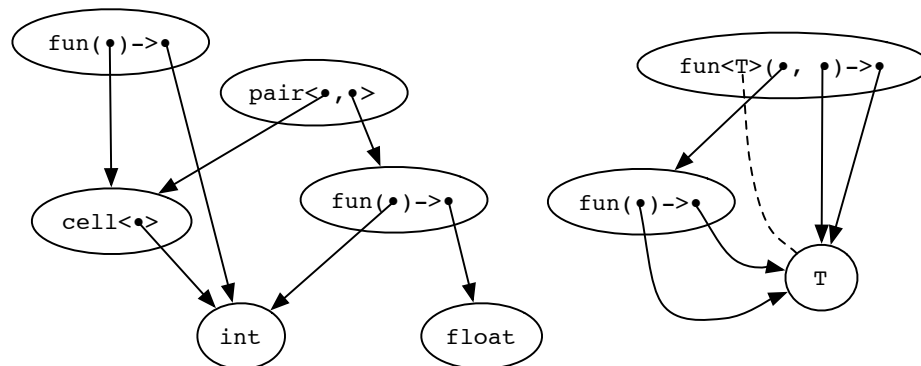 fun(•)->•
pair<•,•>
cell<•>
fun(•)->•
int
float
fun<T>(•, •)->•
fun(•)->•
T